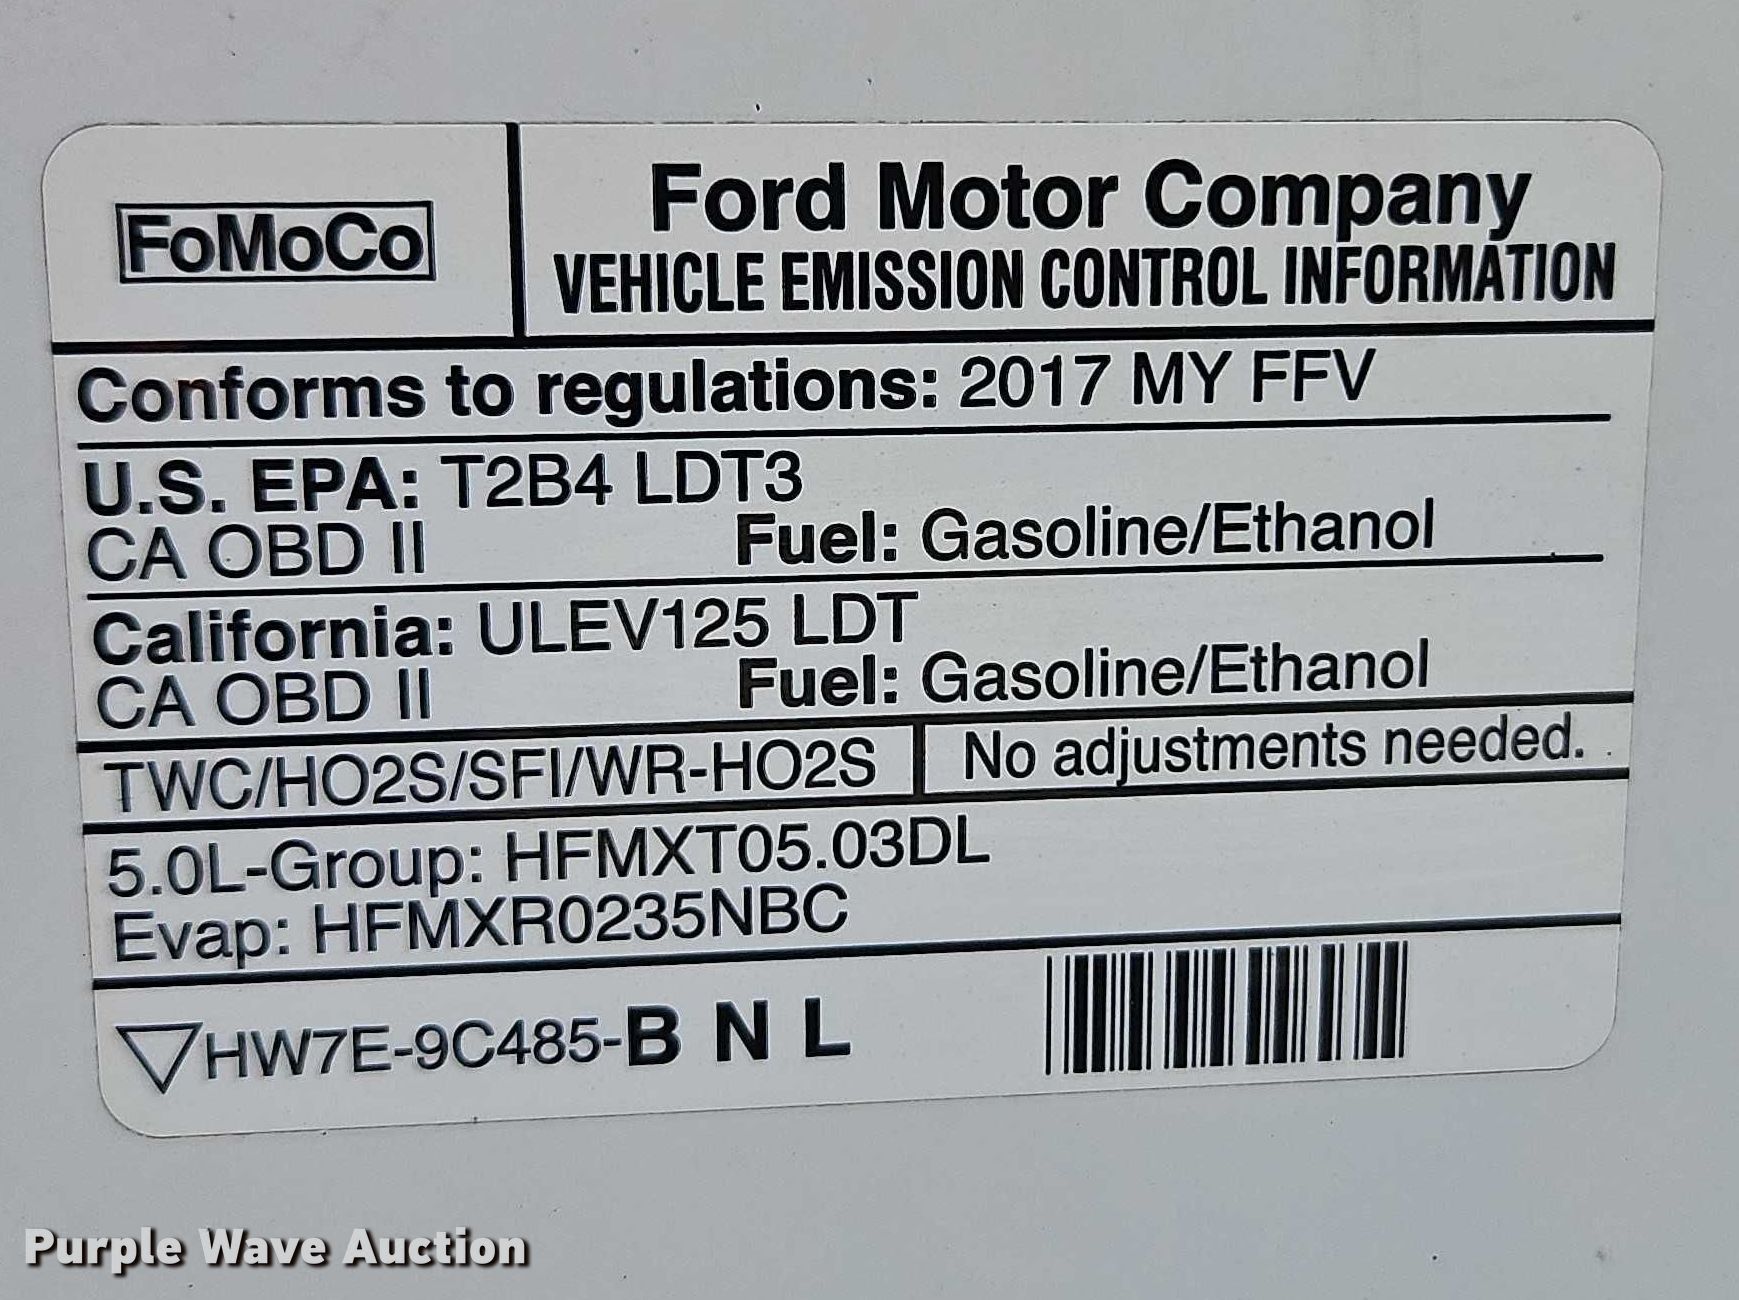 FoMoCo
Ford Motor Company
VEHICLE EMISSION CONTROL INFORMATION
Conforms to regulations: 2017 MY FFV
U.S. EPA: T2B4 LDT3
CA OBD II Fuel: Gasoline/Ethanol
California: ULEV125 LDT
CA OBD II Fuel: Gasoline/Ethanol
TWC/HO2S/SFI/WR-HO2S No adjustments needed.
5.0L-Group: HFMXT05.03DL
Evap: HFMXR0235NBC
HW7E-9C485-B N L
Purple Wave Auction